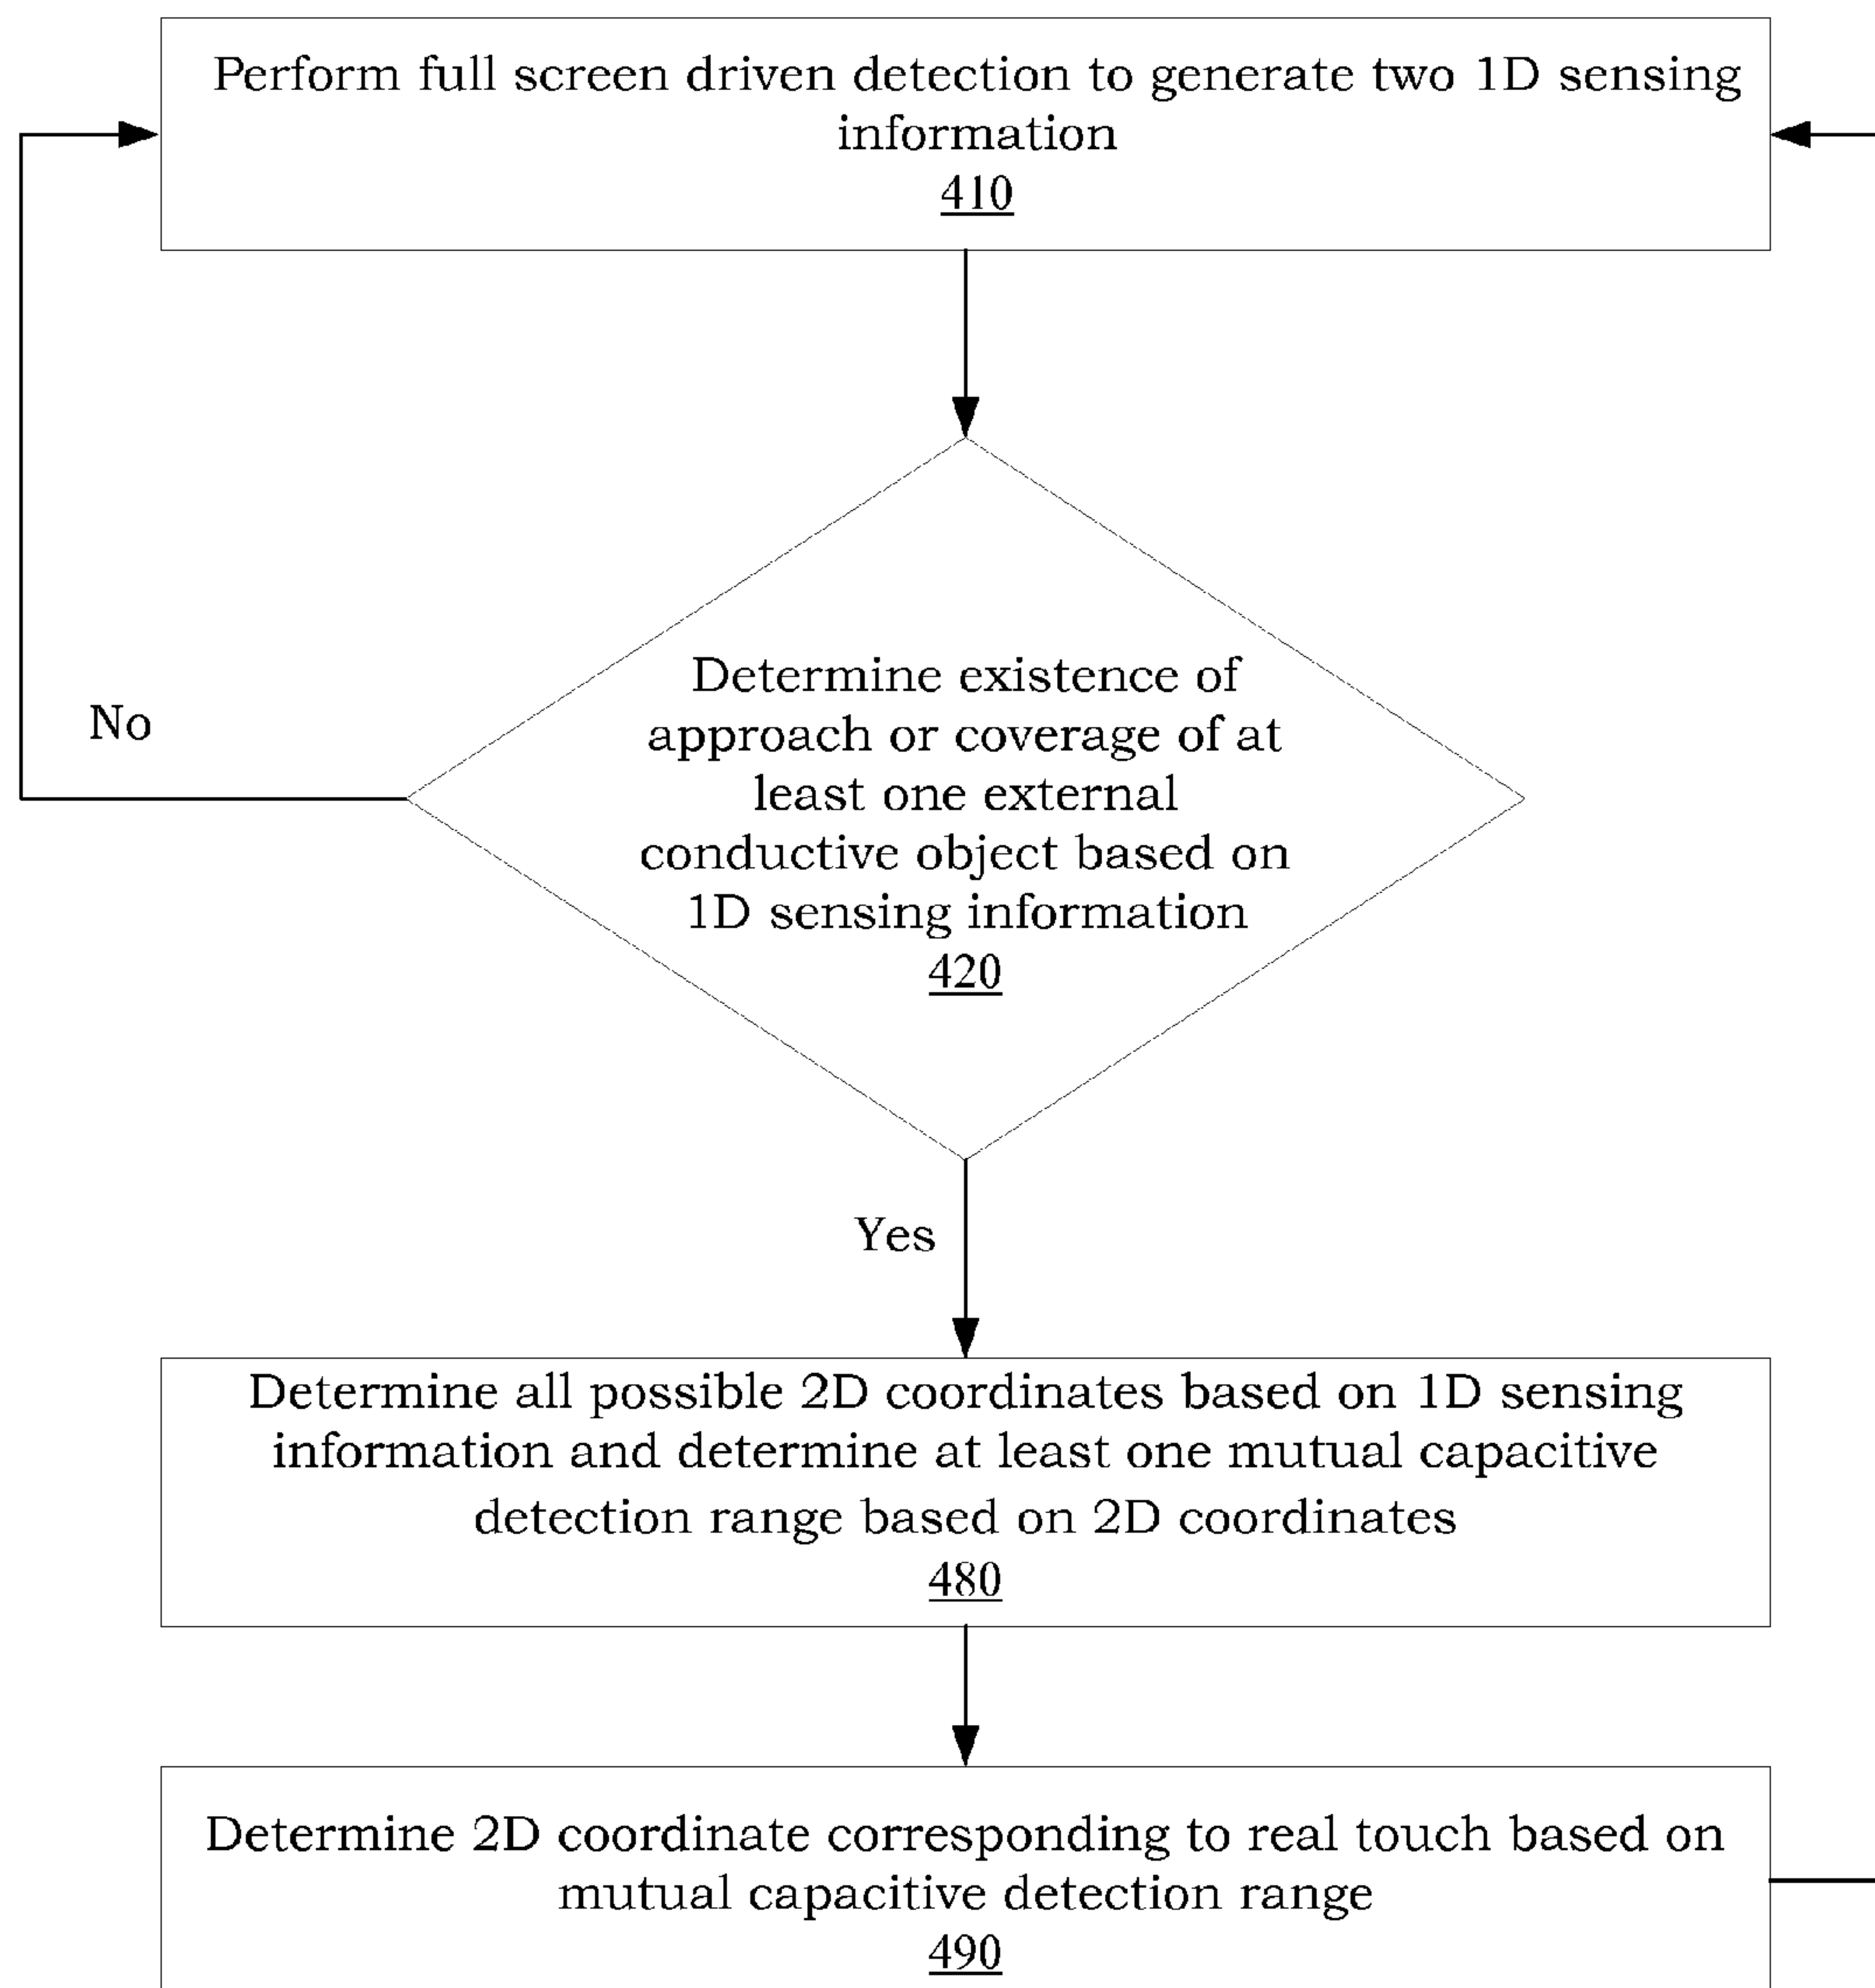 Perform full screen driven detection to generate two 1D sensing
information
410
Determine existence of
approach or coverage of at
least one external
conductive object based on
1D sensing information
420
No
Yes
Determine all possible 2D coordinates based on 1D sensing
information and determine at least one mutual capacitive
detection range based on 2D coordinates
480
Determine 2D coordinate corresponding to real touch based on
mutual capacitive detection range
490